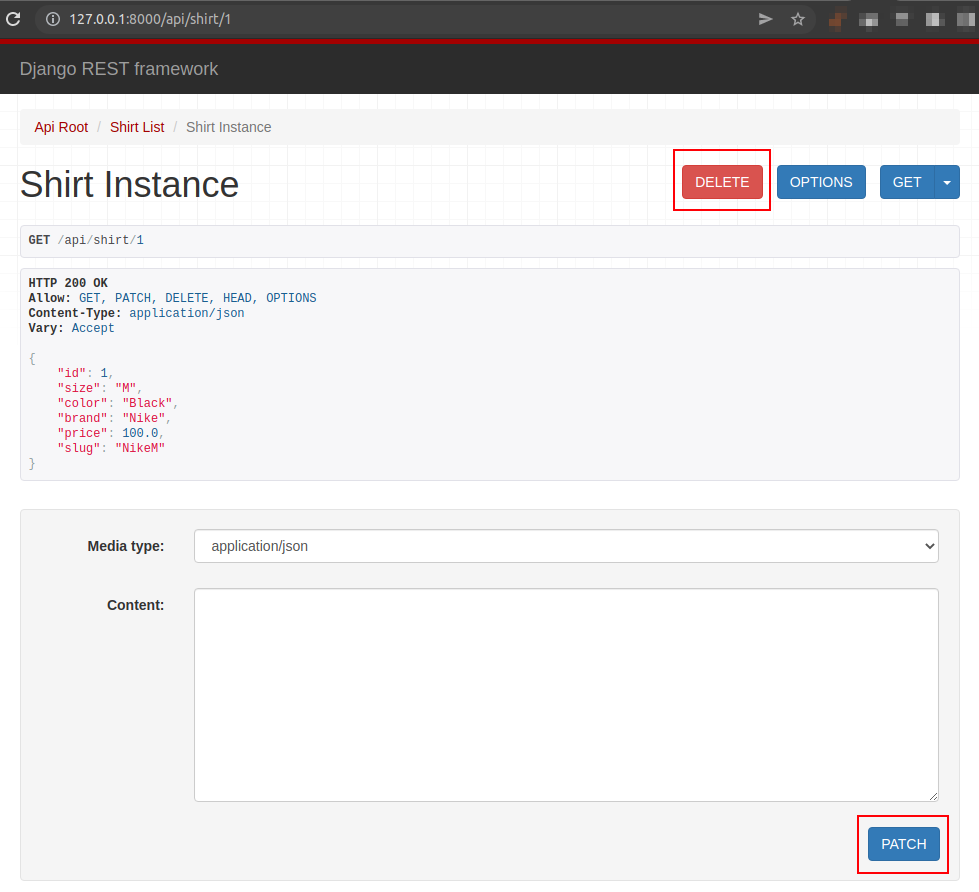 127.0.0.1:8000/api/shirt/1
Django REST framework
Api Root / Shirt List / Shirt Instance
Shirt Instance
DELETE OPTIONS GET
GET /api/shirt/1
HTTP 200 OK
Allow: GET, PATCH, DELETE, HEAD, OPTIONS
Content-Type: application/json
Vary: Accept
{
    "id": 1,
    "size": "M",
    "color": "Black",
    "brand": "Nike",
    "price": 100.0,
    "slug": "NikeM"
}
Media type: application/json
Content:
PATCH